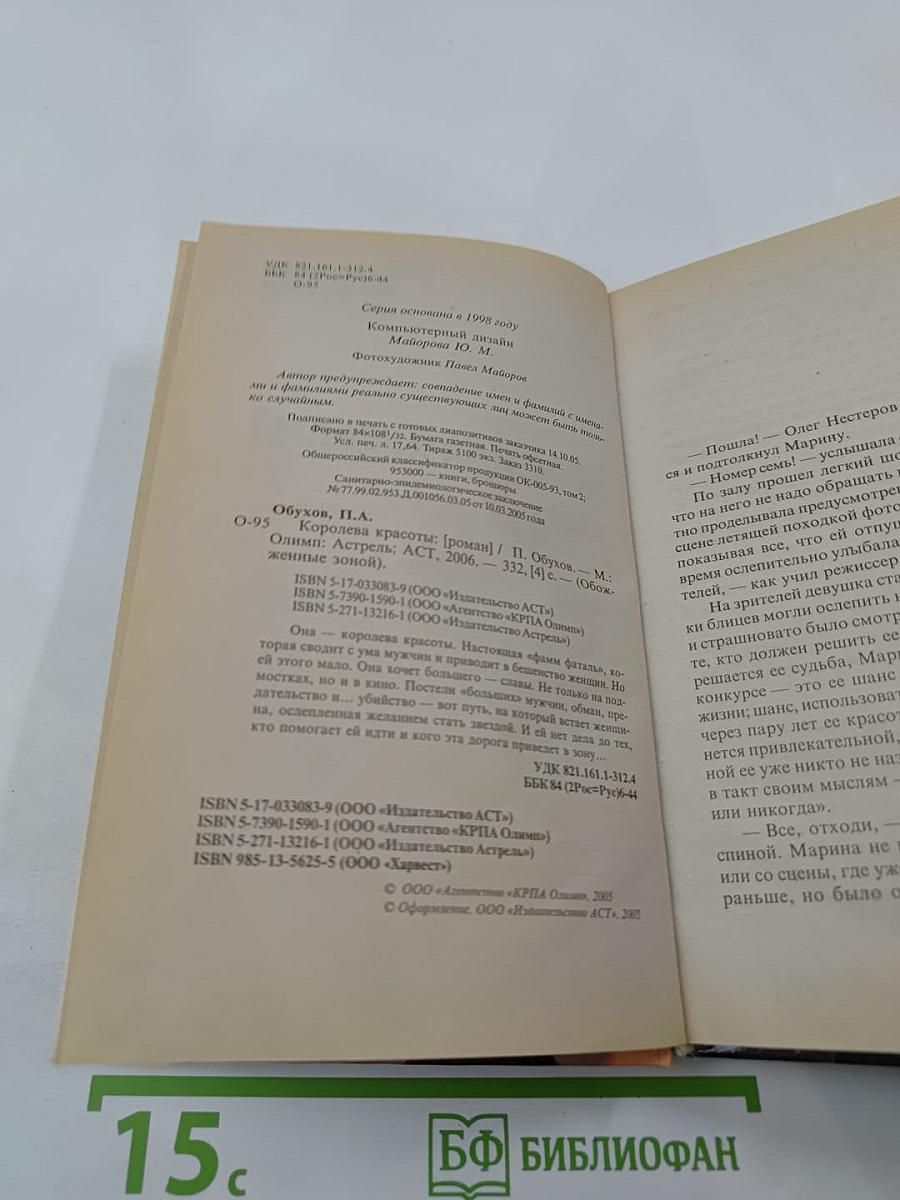 УДК 821.161.1-312.4
ББК 84 (2Рос=Рус)6-44
О-95
Серия основана в 1998 году
Компьютерный дизайн
Майорова Ю. М.
Фотохудожник Павел Майоров
Автор предупреждает: совпадение имен и фамилий с имена-
ми и фамилиями реально существующих лиц может быть толь-
ко случайным.
Подписано в печать с готовых диапозитивов заказчика 14.10.05.
Формат 84×108 1/32. Бумага газетная. Печать офсетная.
Усл. печ. л. 17,64. Тираж 5100 экз. Заказ 3310.
Общероссийский классификатор продукции ОК-005-93, том 2;
953000 — книги, брошюры
Санитарно-эпидемиологическое заключение
№ 77.99.02.953.Д.001056.03.05 от 10.03.2005 года
Обухов, П.А.
О-95 Королева красоты: [роман] / П. Обухов. — М.:
Олимп: Астрель; АСТ, 2006. — 332, [4] с. — (Обож-
женные зоной).
ISBN 5-17-033083-9 (ООО «Издательство АСТ»)
ISBN 5-7390-1590-1 (ООО «Агентство «КРПА Олимп»)
ISBN 5-271-13216-1 (ООО «Издательство Астрель»)
Она — королева красоты. Настоящая «фамм фаталь», ко-
торая сводит с ума мужчин и приводит в бешенство женщин. Но
ей этого мало. Она хочет большего — славы. Не только на под-
мостках, но и в кино. Постели «больших» мужчин, обман, пре-
дательство и... убийство — вот путь, на который встает женщи-
на, ослепленная желанием стать звездой. И ей нет дела до тех,
кто помогает ей идти и кого эта дорога приведет в зону...
УДК 821.161.1-312.4
ББК 84 (2Рос=Рус)6-44
ISBN 5-17-033083-9 (ООО «Издательство АСТ»)
ISBN 5-7390-1590-1 (ООО «Агентство «КРПА Олимп»)
ISBN 5-271-13216-1 (ООО «Издательство Астрель»)
ISBN 985-13-5625-5 (ООО «Харвест»)
© ООО «Агентство «КРПА Олимп», 2005
© Оформление. ООО «Издательство АСТ», 2005
— Пошла! — Олег Нестеров
ся и подтолкнул Марину.
— Номер семь! — услышала
По залу прошел легкий
что на него не надо обращать
тно проделывала
сцене летящей походкой
показывая все, что ей
время ослепительно улыбала
телей, — как учил режиссер
На зрителей девушка
ки блицев могли ослепить
и страшновато было
те, кто должен решить ее
решается ее судьба,
конкурсе — это ее шанс
жизни; шанс,
через пару лет ее
нется привлекательной,
ной ее уже никто не
в такт своим мыслям —
или никогда».
— Все, отходи, —
спиной. Марина не
или со сцены, где
раньше, но было
15 с
БФ БИБЛИОФАН